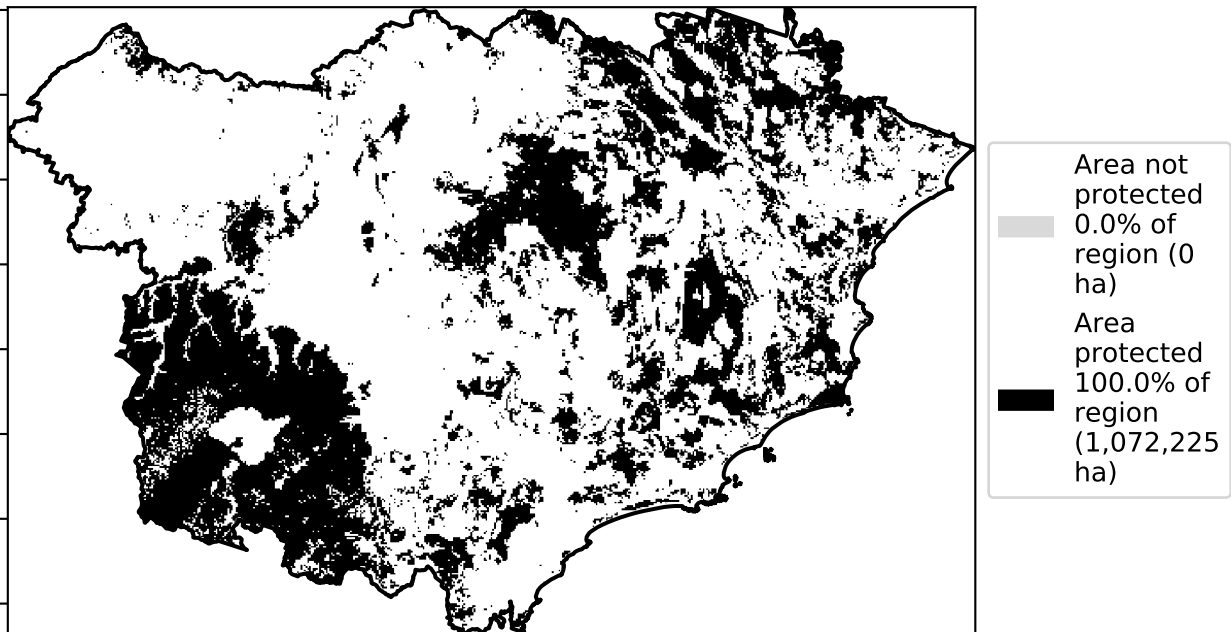 Area not
protected
0.0% of
region (0
ha)
Area
protected
100.0% of
region
(1,072,225
ha)